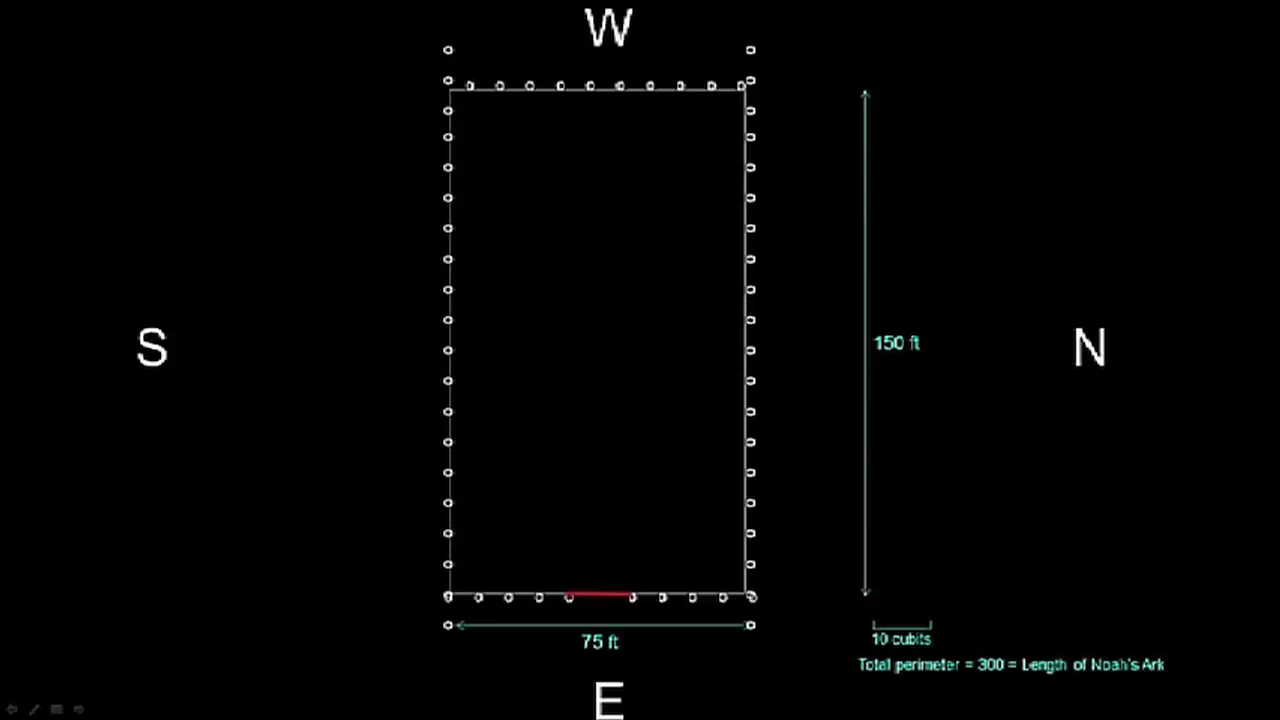 W
S
150 ft
N
75 ft
10 cubits
Total perimeter = 300 = Length of Noah's Ark
E